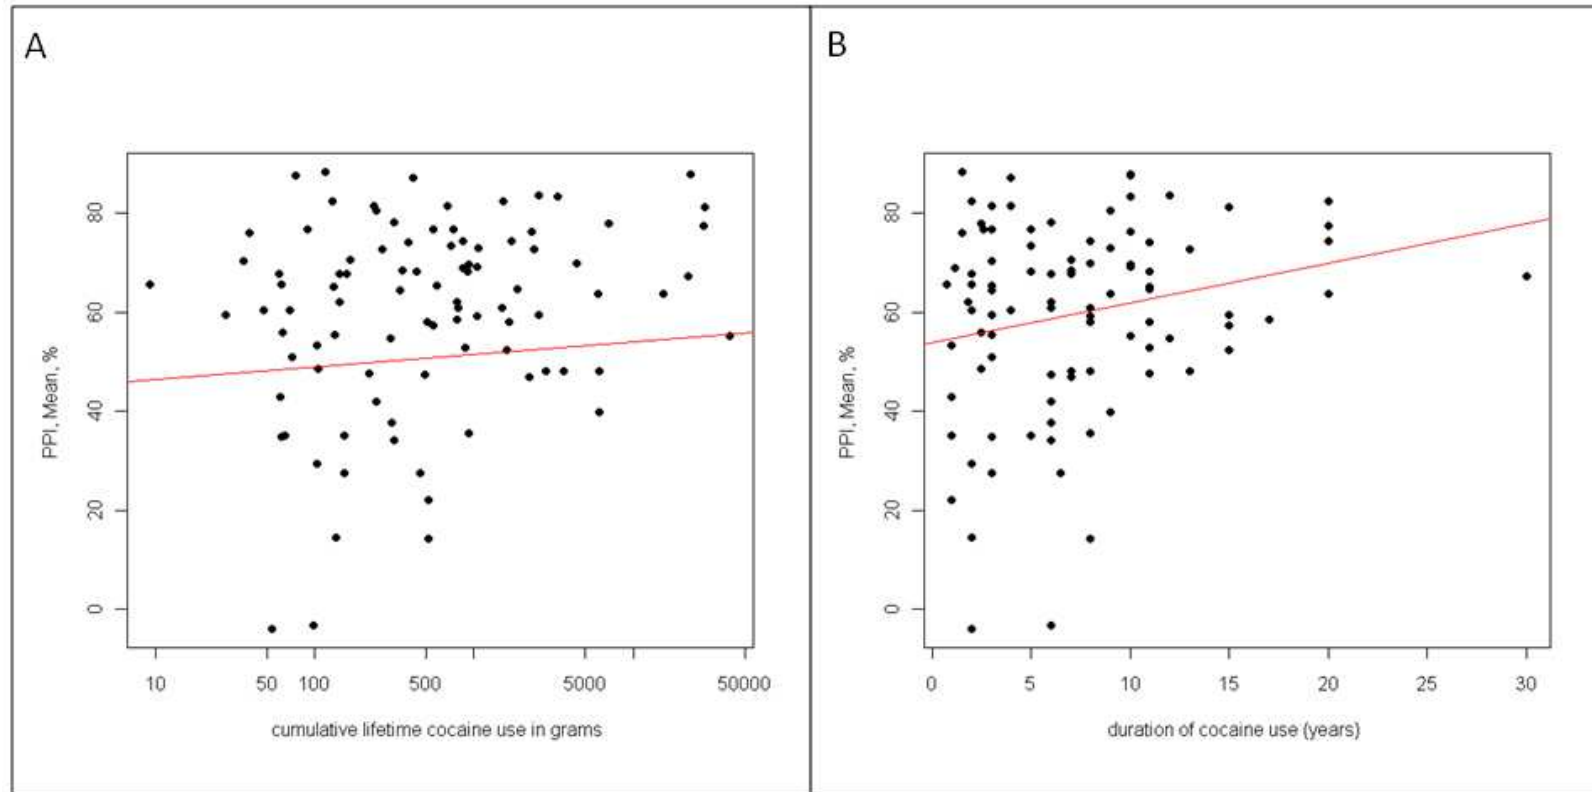 A
B
PPI, Mean, %
80
60
40
20
0
10 50 100 500 5000 50000
cumulative lifetime cocaine use in grams
PPI, Mean, %
80
60
40
20
0
0 5 10 15 20 25 30
duration of cocaine use (years)